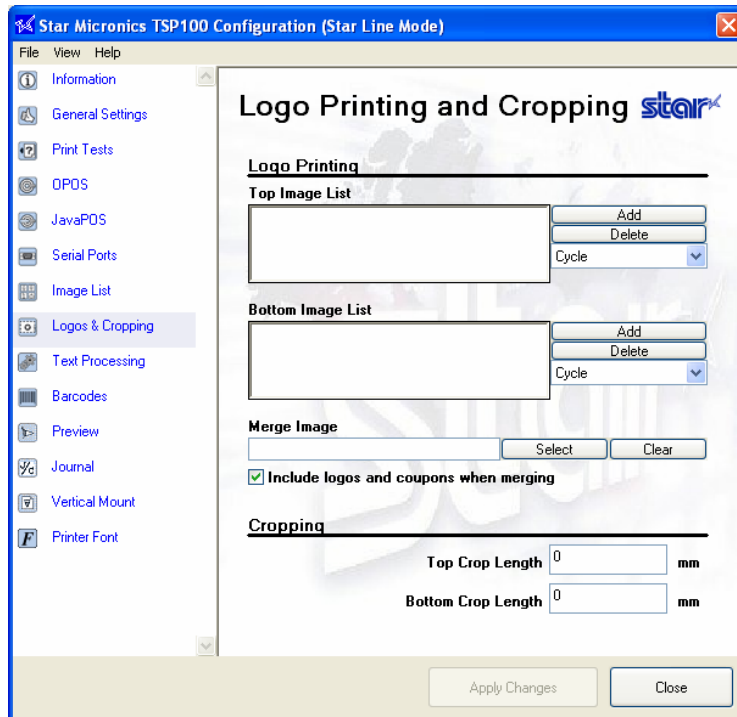 Star Micronics TSP100 Configuration (Star Line Mode)
File View Help
Information
General Settings
Print Tests
OPOS
JavaPOS
Serial Ports
Image List
Logos & Cropping
Text Processing
Barcodes
Preview
Journal
Vertical Mount
Printer Font
Logo Printing and Cropping star
Logo Printing
Top Image List
Add
Delete
Cycle
Bottom Image List
Add
Delete
Cycle
Merge Image
Select Clear
Include logos and coupons when merging
Cropping
Top Crop Length 0 mm
Bottom Crop Length 0 mm
Apply Changes Close